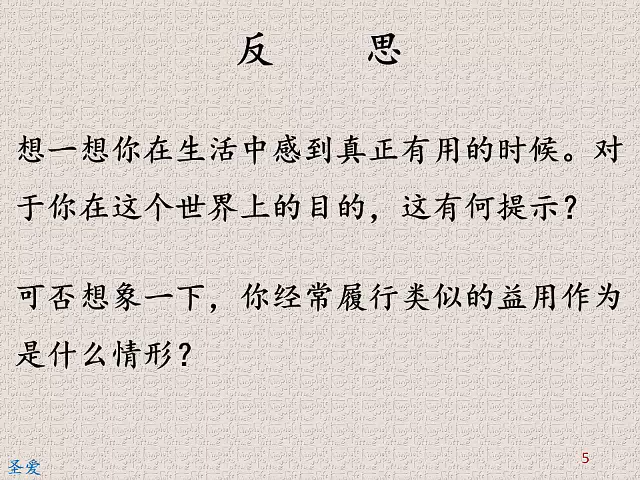 反 思
想一想你在生活中感到真正有用的时候。对
于你在这个世界上的目的，这有何提示？
可否想象一下，你经常履行类似的益用作为
是什么情形？
圣爱
5